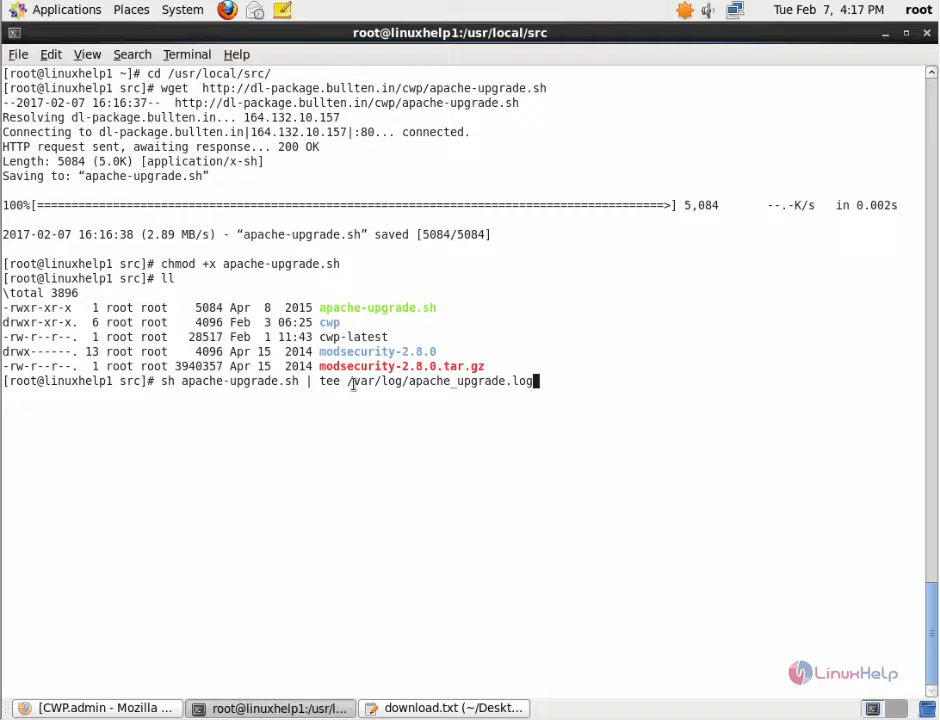 Applications Places System Tue Feb 7, 4:17 PM root
root@linuxhelp1:/usr/local/src
File Edit View Search Terminal Help
[root@linuxhelp1 ~]# cd /usr/local/src/
[root@linuxhelp1 src]# wget  http://dl-package.bullten.in/cwp/apache-upgrade.sh
--2017-02-07 16:16:37--  http://dl-package.bullten.in/cwp/apache-upgrade.sh
Resolving dl-package.bullten.in... 164.132.10.157
Connecting to dl-package.bullten.in|164.132.10.157|:80... connected.
HTTP request sent, awaiting response... 200 OK
Length: 5084 (5.0K) [application/x-sh]
Saving to: “apache-upgrade.sh”
100%[===========================================================================================>] 5,084       --.-K/s   in 0.002s
2017-02-07 16:16:38 (2.89 MB/s) - “apache-upgrade.sh” saved [5084/5084]
[root@linuxhelp1 src]# chmod +x apache-upgrade.sh
[root@linuxhelp1 src]# ll
\total 3896
-rwxr-xr-x   1 root root    5084 Apr  8  2015 apache-upgrade.sh
drwxr-xr-x.  6 root root    4096 Feb  3 06:25 cwp
-rw-r--r--.  1 root root   28517 Feb  1 11:43 cwp-latest
drwx------. 13 root root    4096 Apr 15  2014 modsecurity-2.8.0
-rw-r--r--.  1 root root 3940357 Apr 15  2014 modsecurity-2.8.0.tar.gz
[root@linuxhelp1 src]# sh apache-upgrade.sh | tee /var/log/apache_upgrade.log
LinuxHelp
[CWP.admin - Mozilla ... root@linuxhelp1:/usr/l... download.txt (~/Deskt...